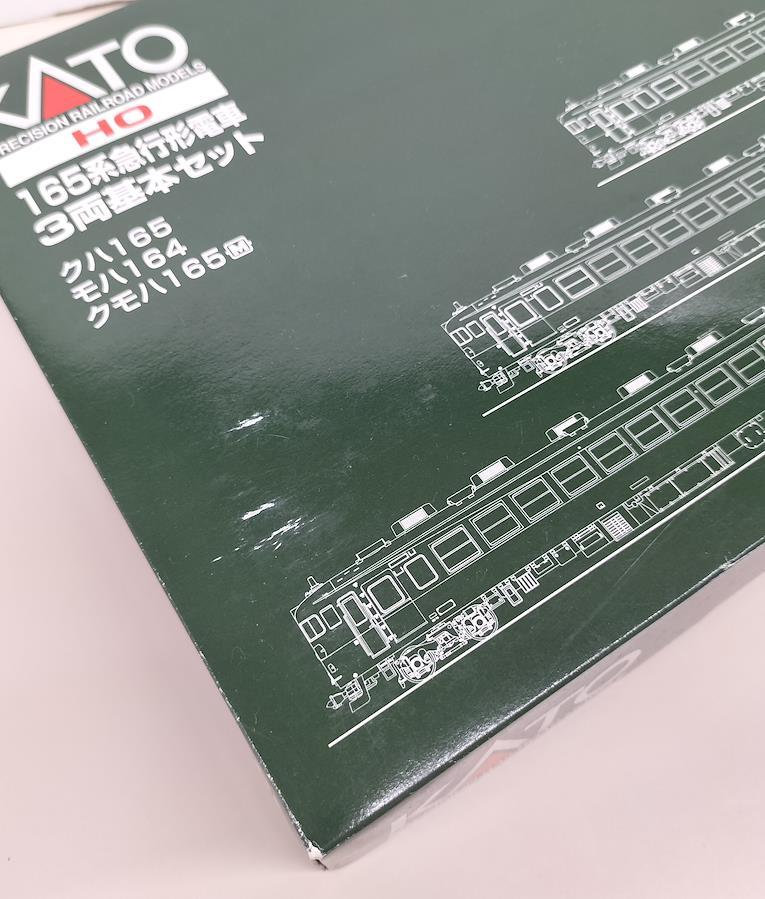 KATO
PRECISION RAILROAD MODELS
HO
165系急行形電車
3両基本セット
クハ165
モハ164
クモハ165 M
KATO